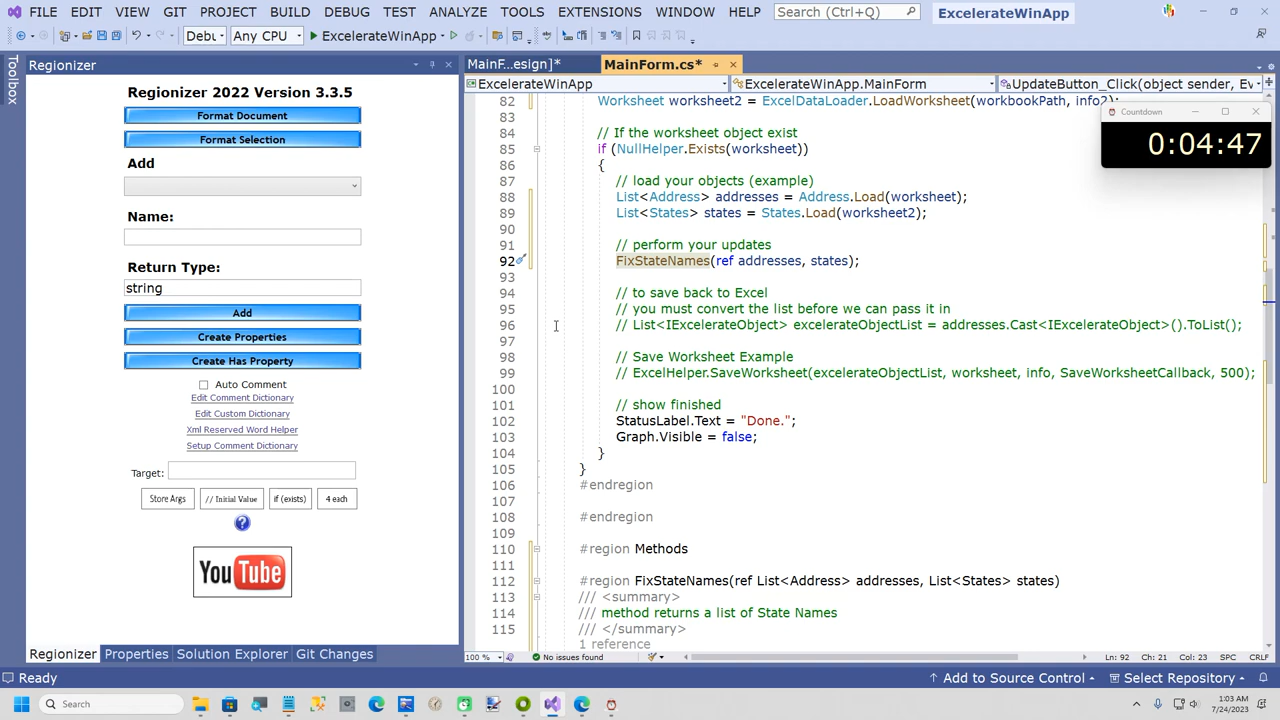 FILE EDIT VIEW GIT PROJECT BUILD DEBUG TEST ANALYZE TOOLS EXTENSIONS WINDOW HELP Search (Ctrl+Q) ExcelerateWinApp
Debu Any CPU ExcelerateWinApp
Toolbox
Regionizer
MainF...esign]* MainForm.cs*
ExcelerateWinApp ExcelerateWinApp.MainForm UpdateButton_Click(object sender, Ev
Regionizer 2022 Version 3.3.5
Format Document
Format Selection
Add
Name:
Return Type:
string
Add
Create Properties
Create Has Property
Auto Comment
Edit Comment Dictionary
Edit Custom Dictionary
Xml Reserved Word Helper
Setup Comment Dictionary
Target:
Store Args // Initial Value if (exists) 4 each
?
YouTube
Regionizer Properties Solution Explorer Git Changes
82 Worksheet worksheet2 = ExcelDataLoader.LoadWorksheet(workbookPath, info2);
83
84 // If the worksheet object exist
85 if (NullHelper.Exists(worksheet))
86 {
87 // load your objects (example)
88 List<Address> addresses = Address.Load(worksheet);
89 List<States> states = States.Load(worksheet2);
90
91 // perform your updates
92 FixStateNames(ref addresses, states);
93
94 // to save back to Excel
95 // you must convert the list before we can pass it in
96 // List<IExcelerateObject> excelerateObjectList = addresses.Cast<IExcelerateObject>().ToList();
97
98 // Save Worksheet Example
99 // ExcelHelper.SaveWorksheet(excelerateObjectList, worksheet, info, SaveWorksheetCallback, 500);
100
101 // show finished
102 StatusLabel.Text = "Done.";
103 Graph.Visible = false;
104 }
105 }
106 #endregion
107
108 #endregion
109
110 #region Methods
111
112 #region FixStateNames(ref List<Address> addresses, List<States> states)
113 /// <summary>
114 /// method returns a list of State Names
115 /// </summary>
1 reference
Countdown
0:04:47
100 % No issues found Ln: 92 Ch: 21 Col: 23 SPC CRLF
Ready Add to Source Control Select Repository
Search
1:03 AM
7/24/2023